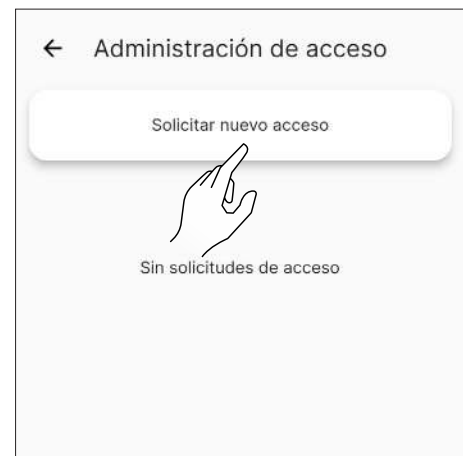 Administración de acceso
Solicitar nuevo acceso
Sin solicitudes de acceso